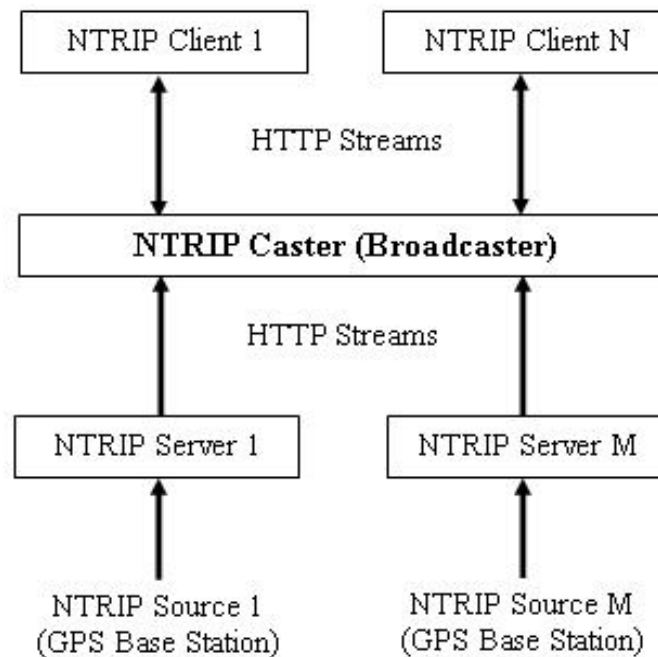 NTRIP Client 1
NTRIP Client N
HTTP Streams
NTRIP Caster (Broadcaster)
HTTP Streams
NTRIP Server 1
NTRIP Server M
NTRIP Source 1
(GPS Base Station)
NTRIP Source M
(GPS Base Station)